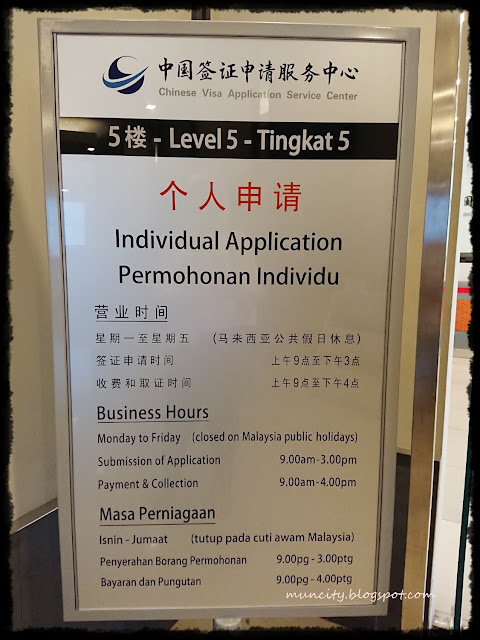 中国签证申请服务中心
Chinese Visa Application Service Center
5楼 - Level 5 - Tingkat 5
个人申请
Individual Application
Permohonan Individu
营业时间
星期一至星期五 (马来西亚公共假日休息)
签证申请时间 上午9点至下午3点
收费和取证时间 上午9点至下午4点
Business Hours
Monday to Friday (closed on Malaysia public holidays)
Submission of Application 9.00am-3.00pm
Payment & Collection 9.00am-4.00pm
Masa Perniagaan
Isnin - Jumaat (tutup pada cuti awam Malaysia)
Penyerahan Borang Permohonan 9.00pg - 3.00ptg
Bayaran dan Pungutan 9.00pg - 4.00ptg
muncity.blogspot.com